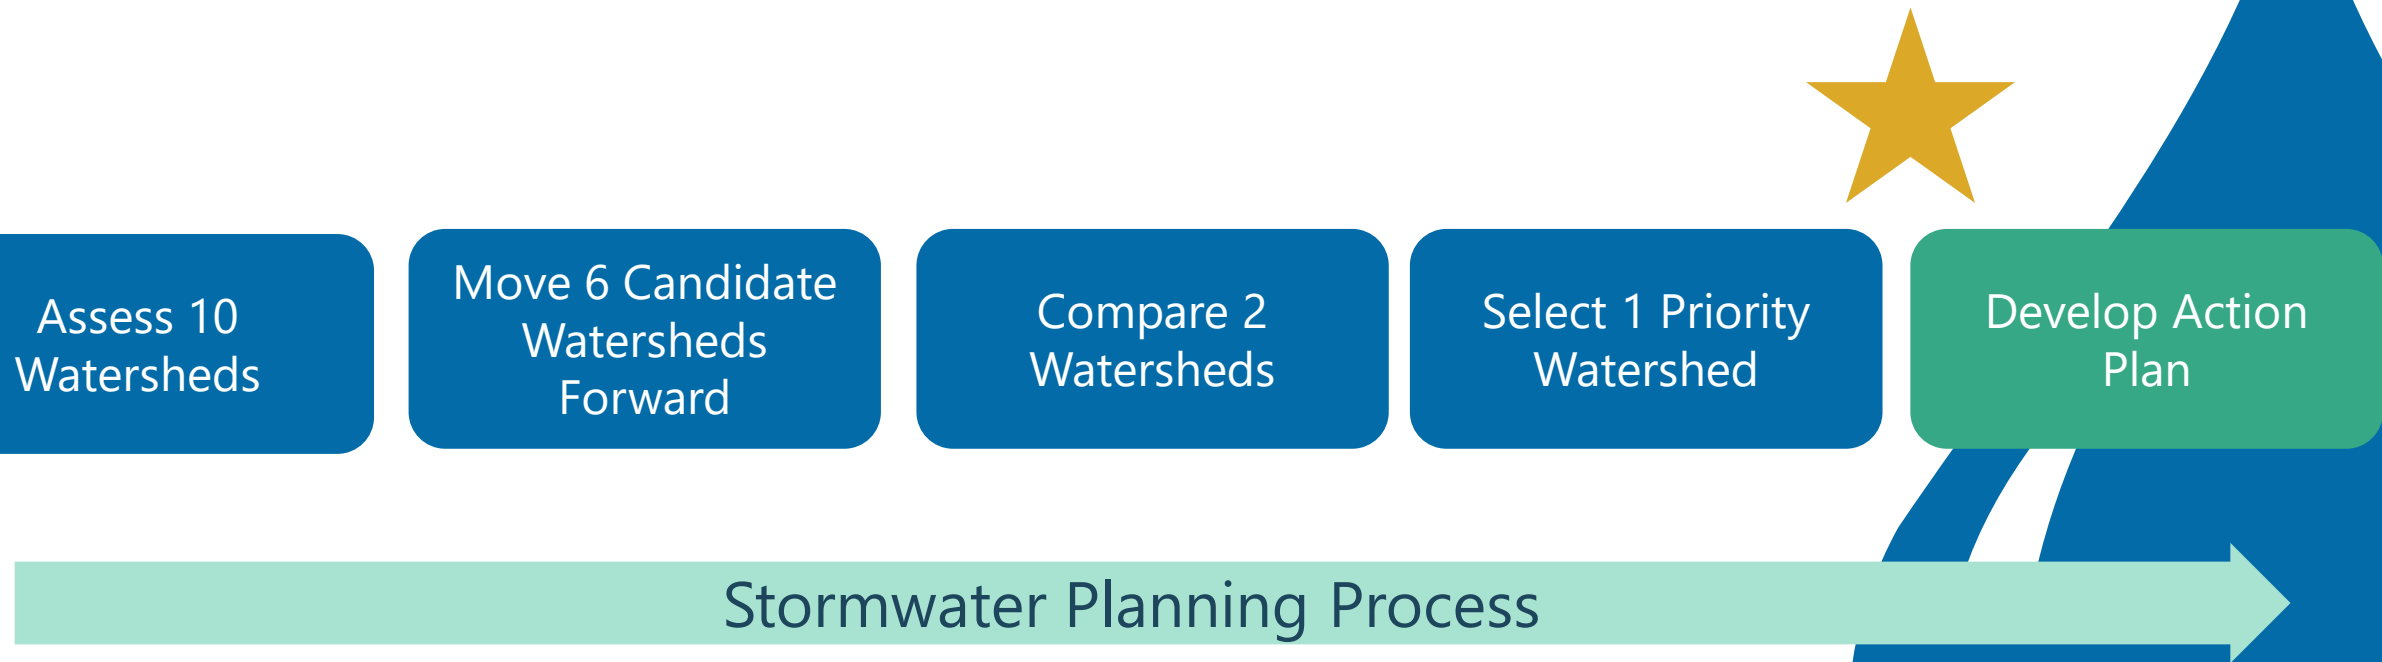 Assess 10
Watersheds
Move 6 Candidate
Watersheds
Forward
Compare 2
Watersheds
Select 1 Priority
Watershed
Develop Action
Plan
Stormwater Planning Process